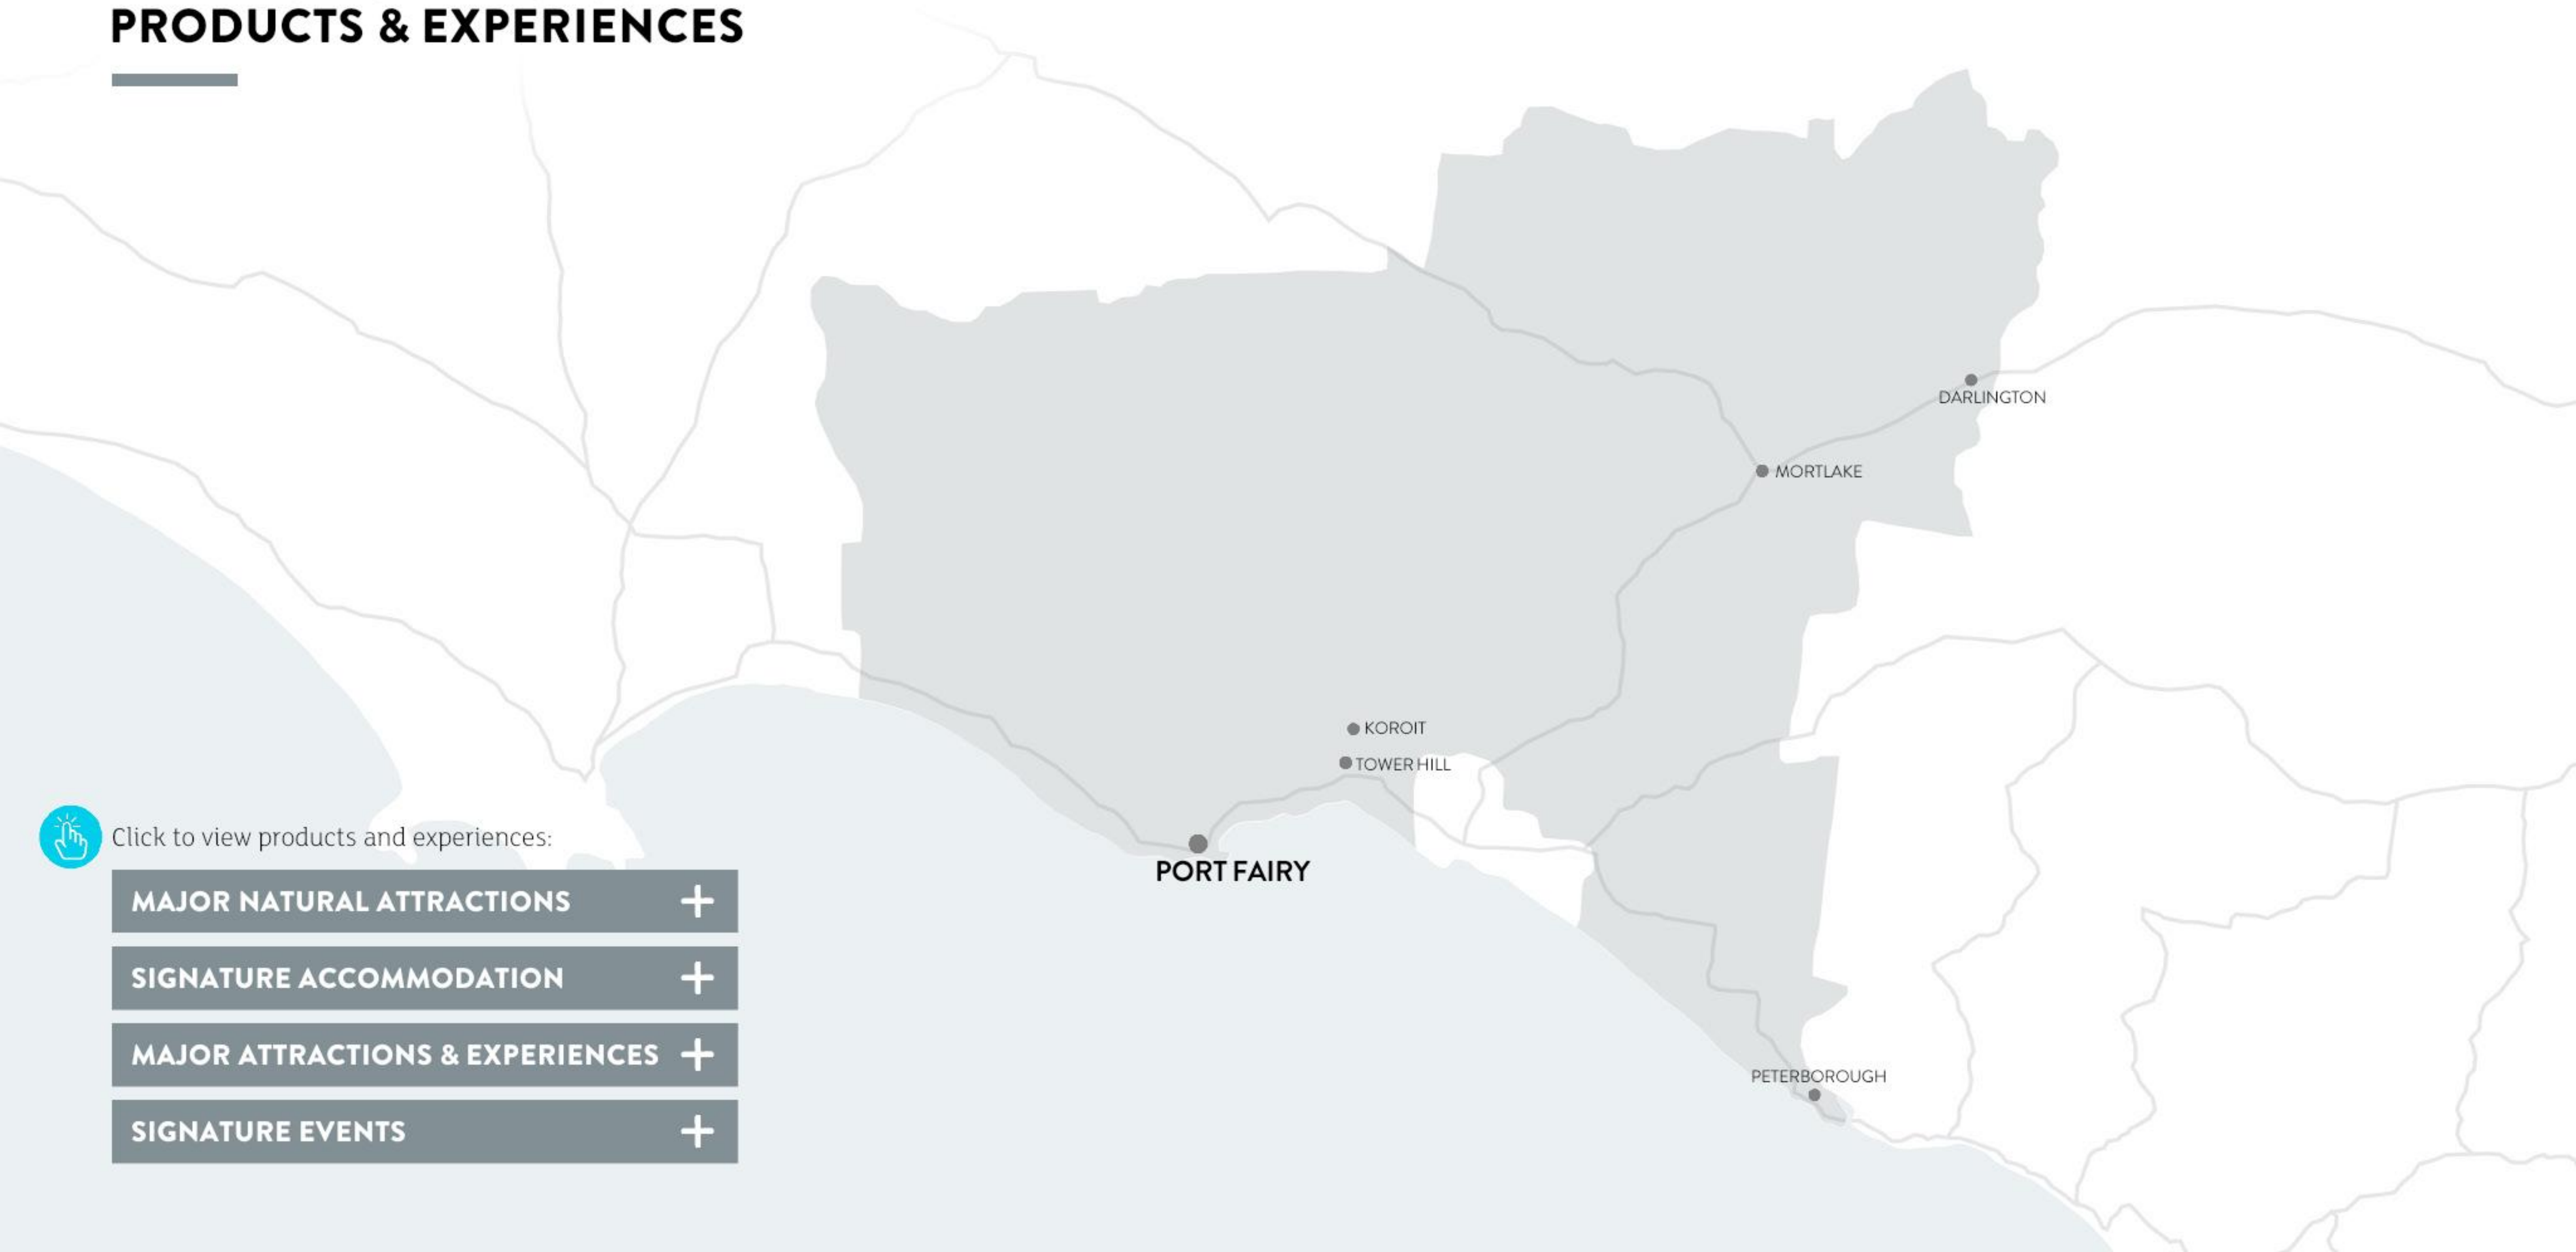 PRODUCTS & EXPERIENCES
DARLINGTON
MORTLAKE
KOROIT
TOWER HILL
PORT FAIRY
PETERBOROUGH
Click to view products and experiences:
MAJOR NATURAL ATTRACTIONS +
SIGNATURE ACCOMMODATION +
MAJOR ATTRACTIONS & EXPERIENCES +
SIGNATURE EVENTS +